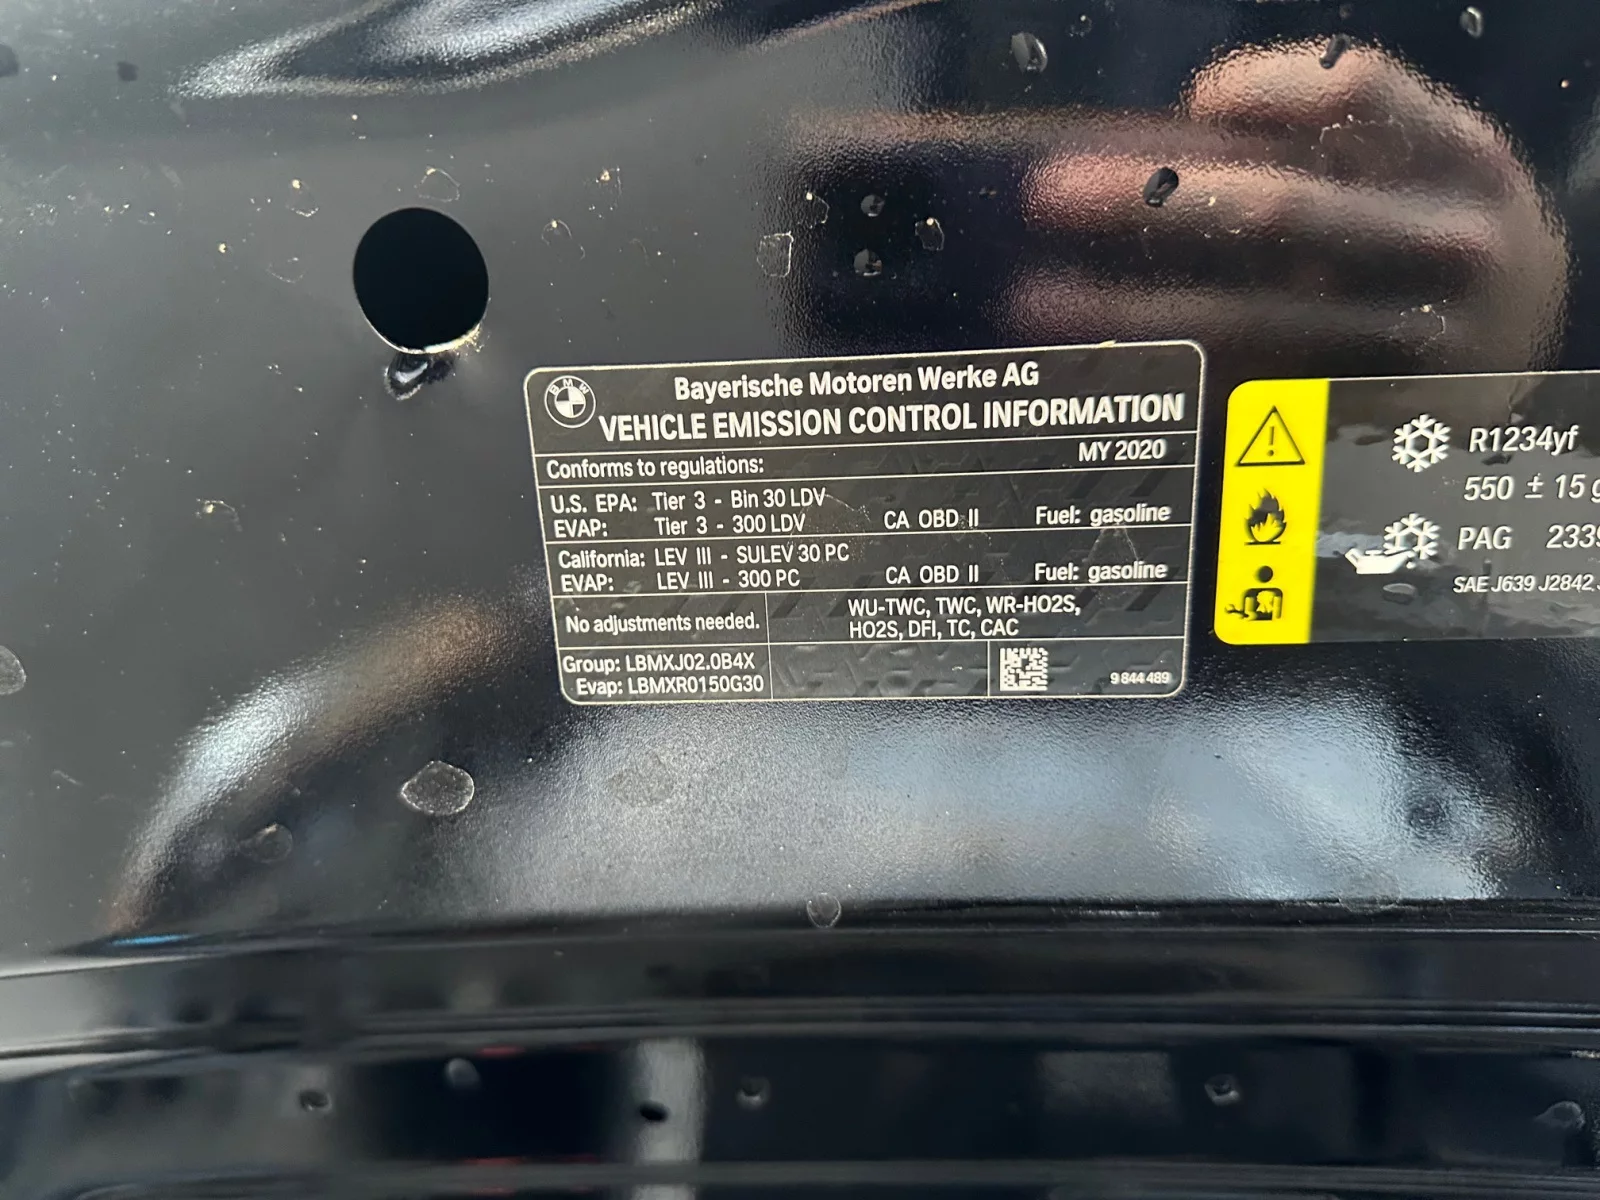 BMW
Bayerische Motoren Werke AG
VEHICLE EMISSION CONTROL INFORMATION
Conforms to regulations: MY 2020
U.S. EPA: Tier 3 - Bin 30 LDV
EVAP: Tier 3 - 300 LDV CA OBD II Fuel: gasoline
California: LEV III - SULEV 30 PC
EVAP: LEV III - 300 PC CA OBD II Fuel: gasoline
No adjustments needed. WU-TWC, TWC, WR-HO2S,
HO2S, DFI, TC, CAC
Group: LBMXJ02.0B4X
Evap: LBMXR0150G30
9 844 489
R1234yf
550 ± 15 g
PAG 2339
SAE J639 J2842